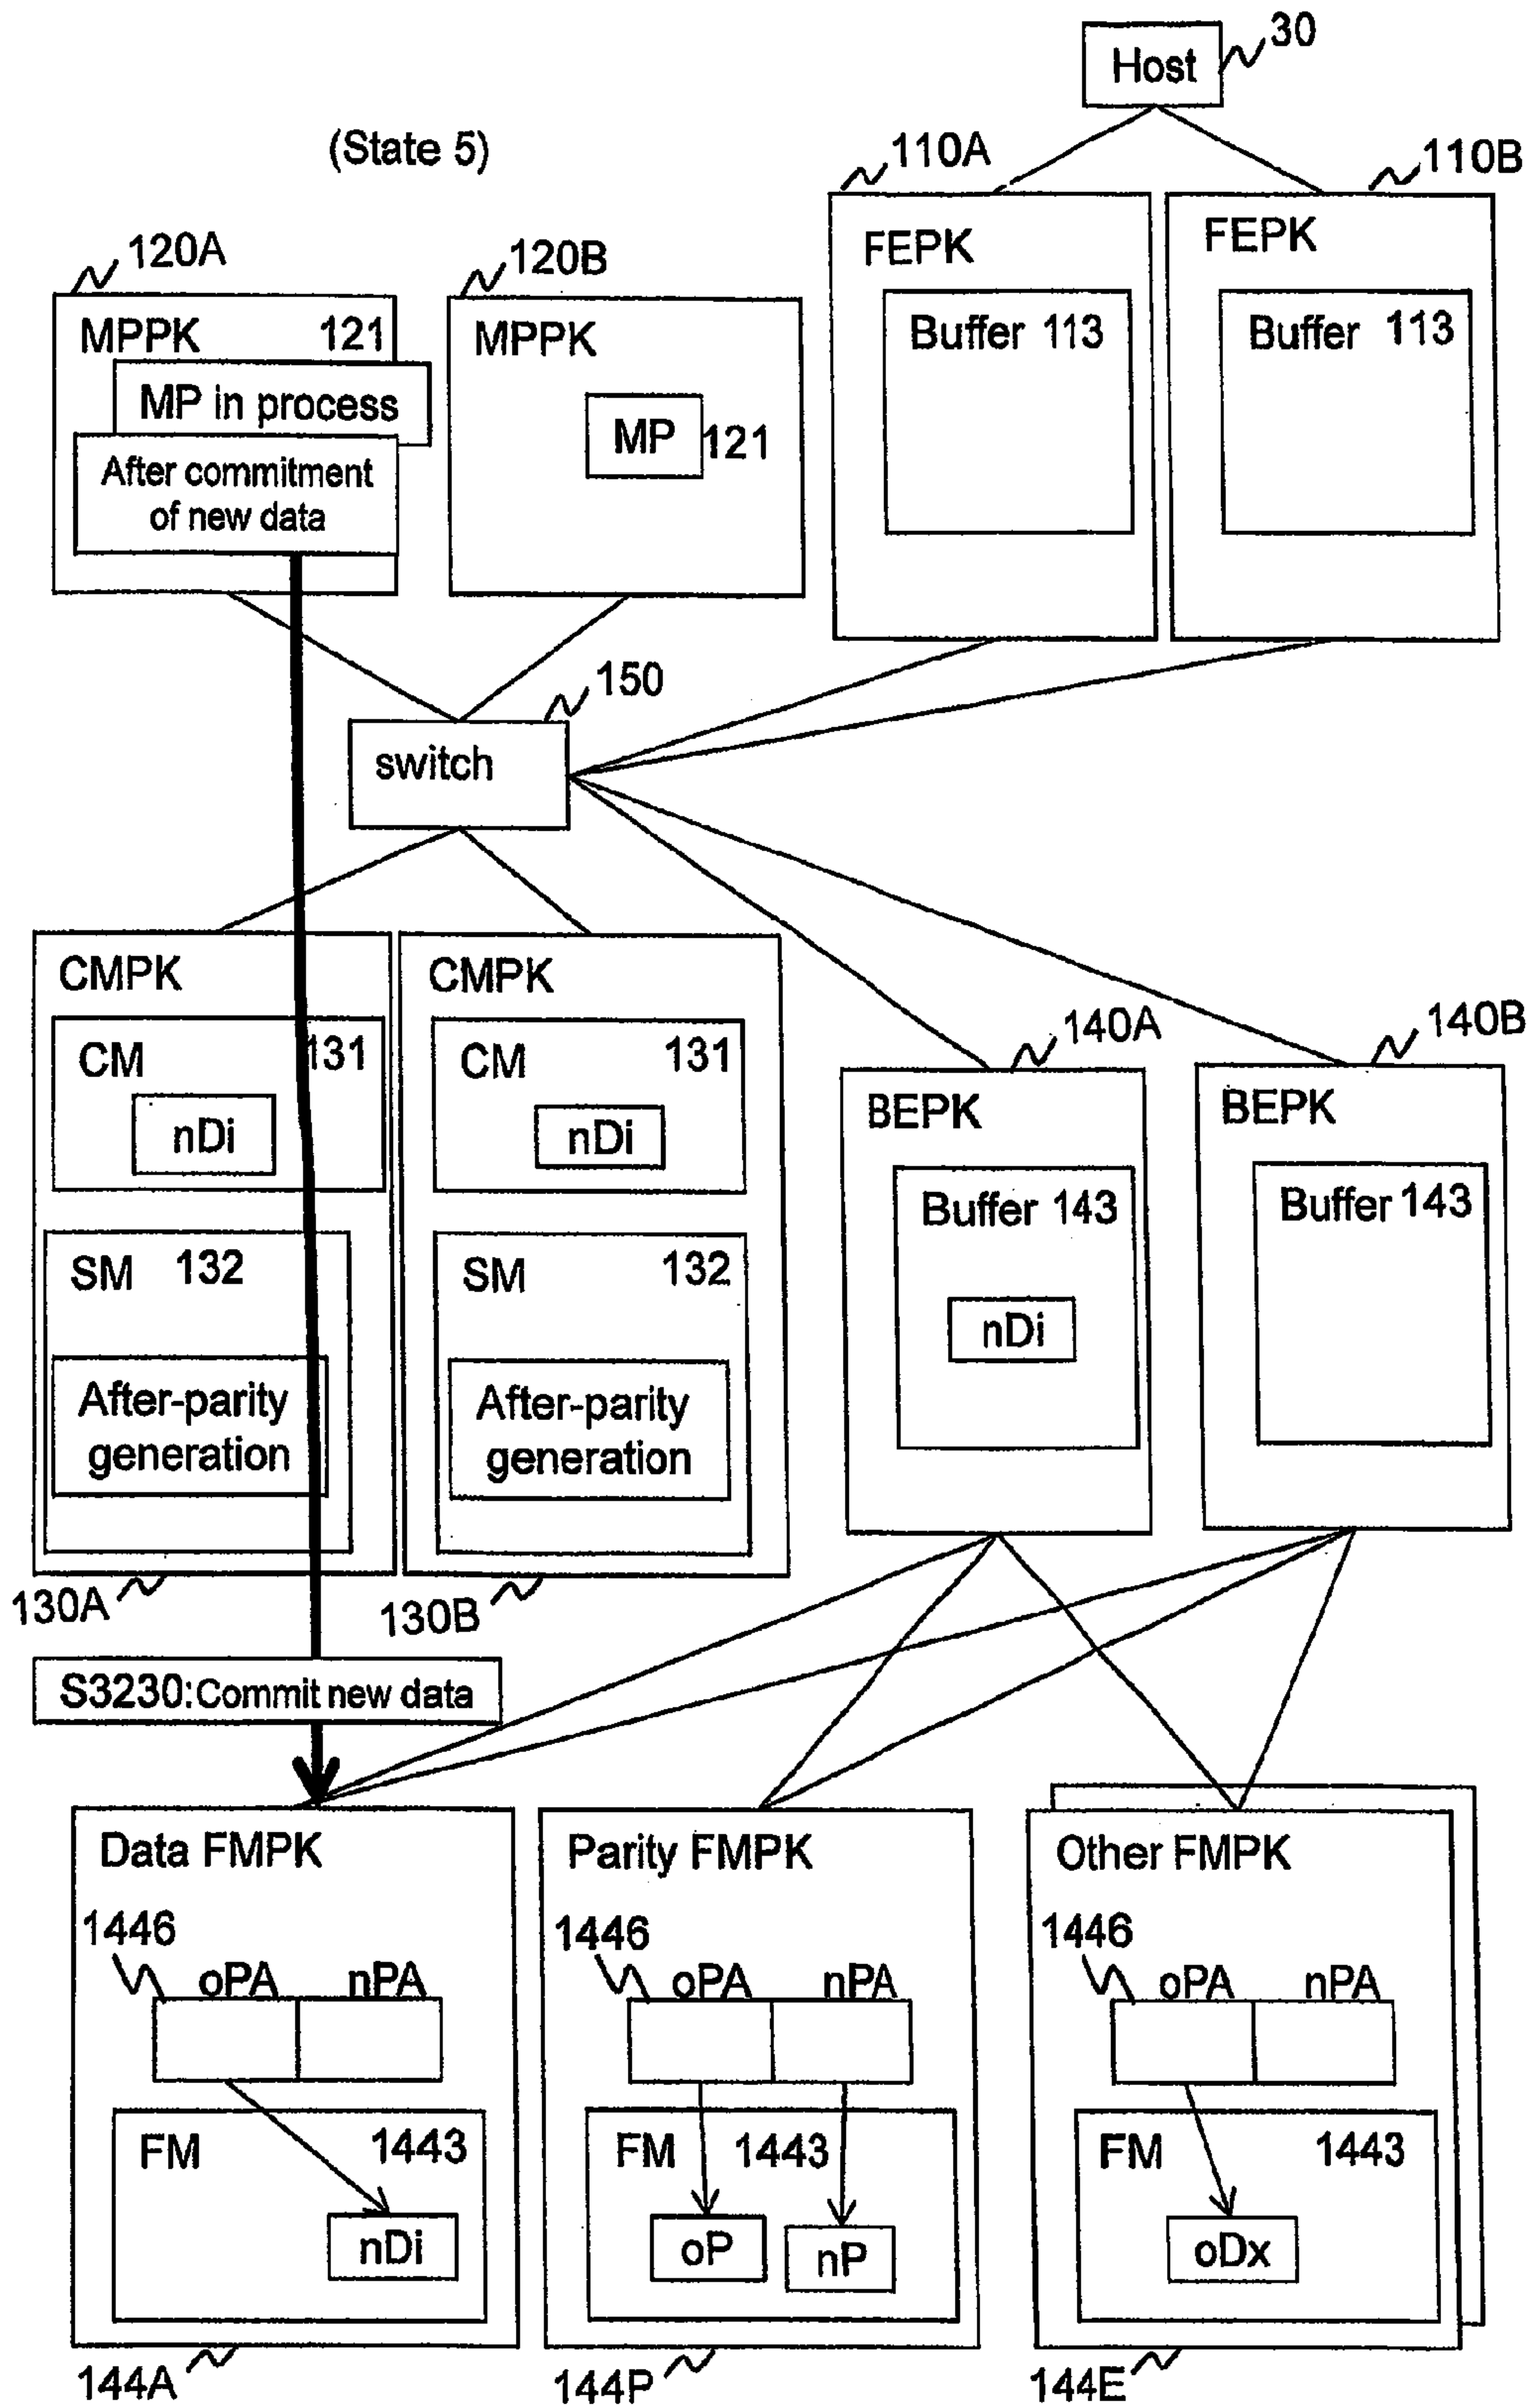 Host 30
(State 5)
110A
110B
120A
120B
FEPK
FEPK
MPPK 121
MPPK
Buffer 113
Buffer 113
MP in process
MP 121
After commitment
of new data
150
switch
CMPK
CMPK
140A
140B
CM 131
CM 131
BEPK
BEPK
nDi
nDi
Buffer 143
Buffer 143
SM 132
SM 132
nDi
After-parity
generation
After-parity
generation
130A
130B
S3230:Commit new data
Data FMPK
Parity FMPK
Other FMPK
1446
1446
1446
oPA nPA
oPA nPA
oPA nPA
FM 1443
FM 1443
FM 1443
nDi
oP
nP
oDx
144A
144P
144E